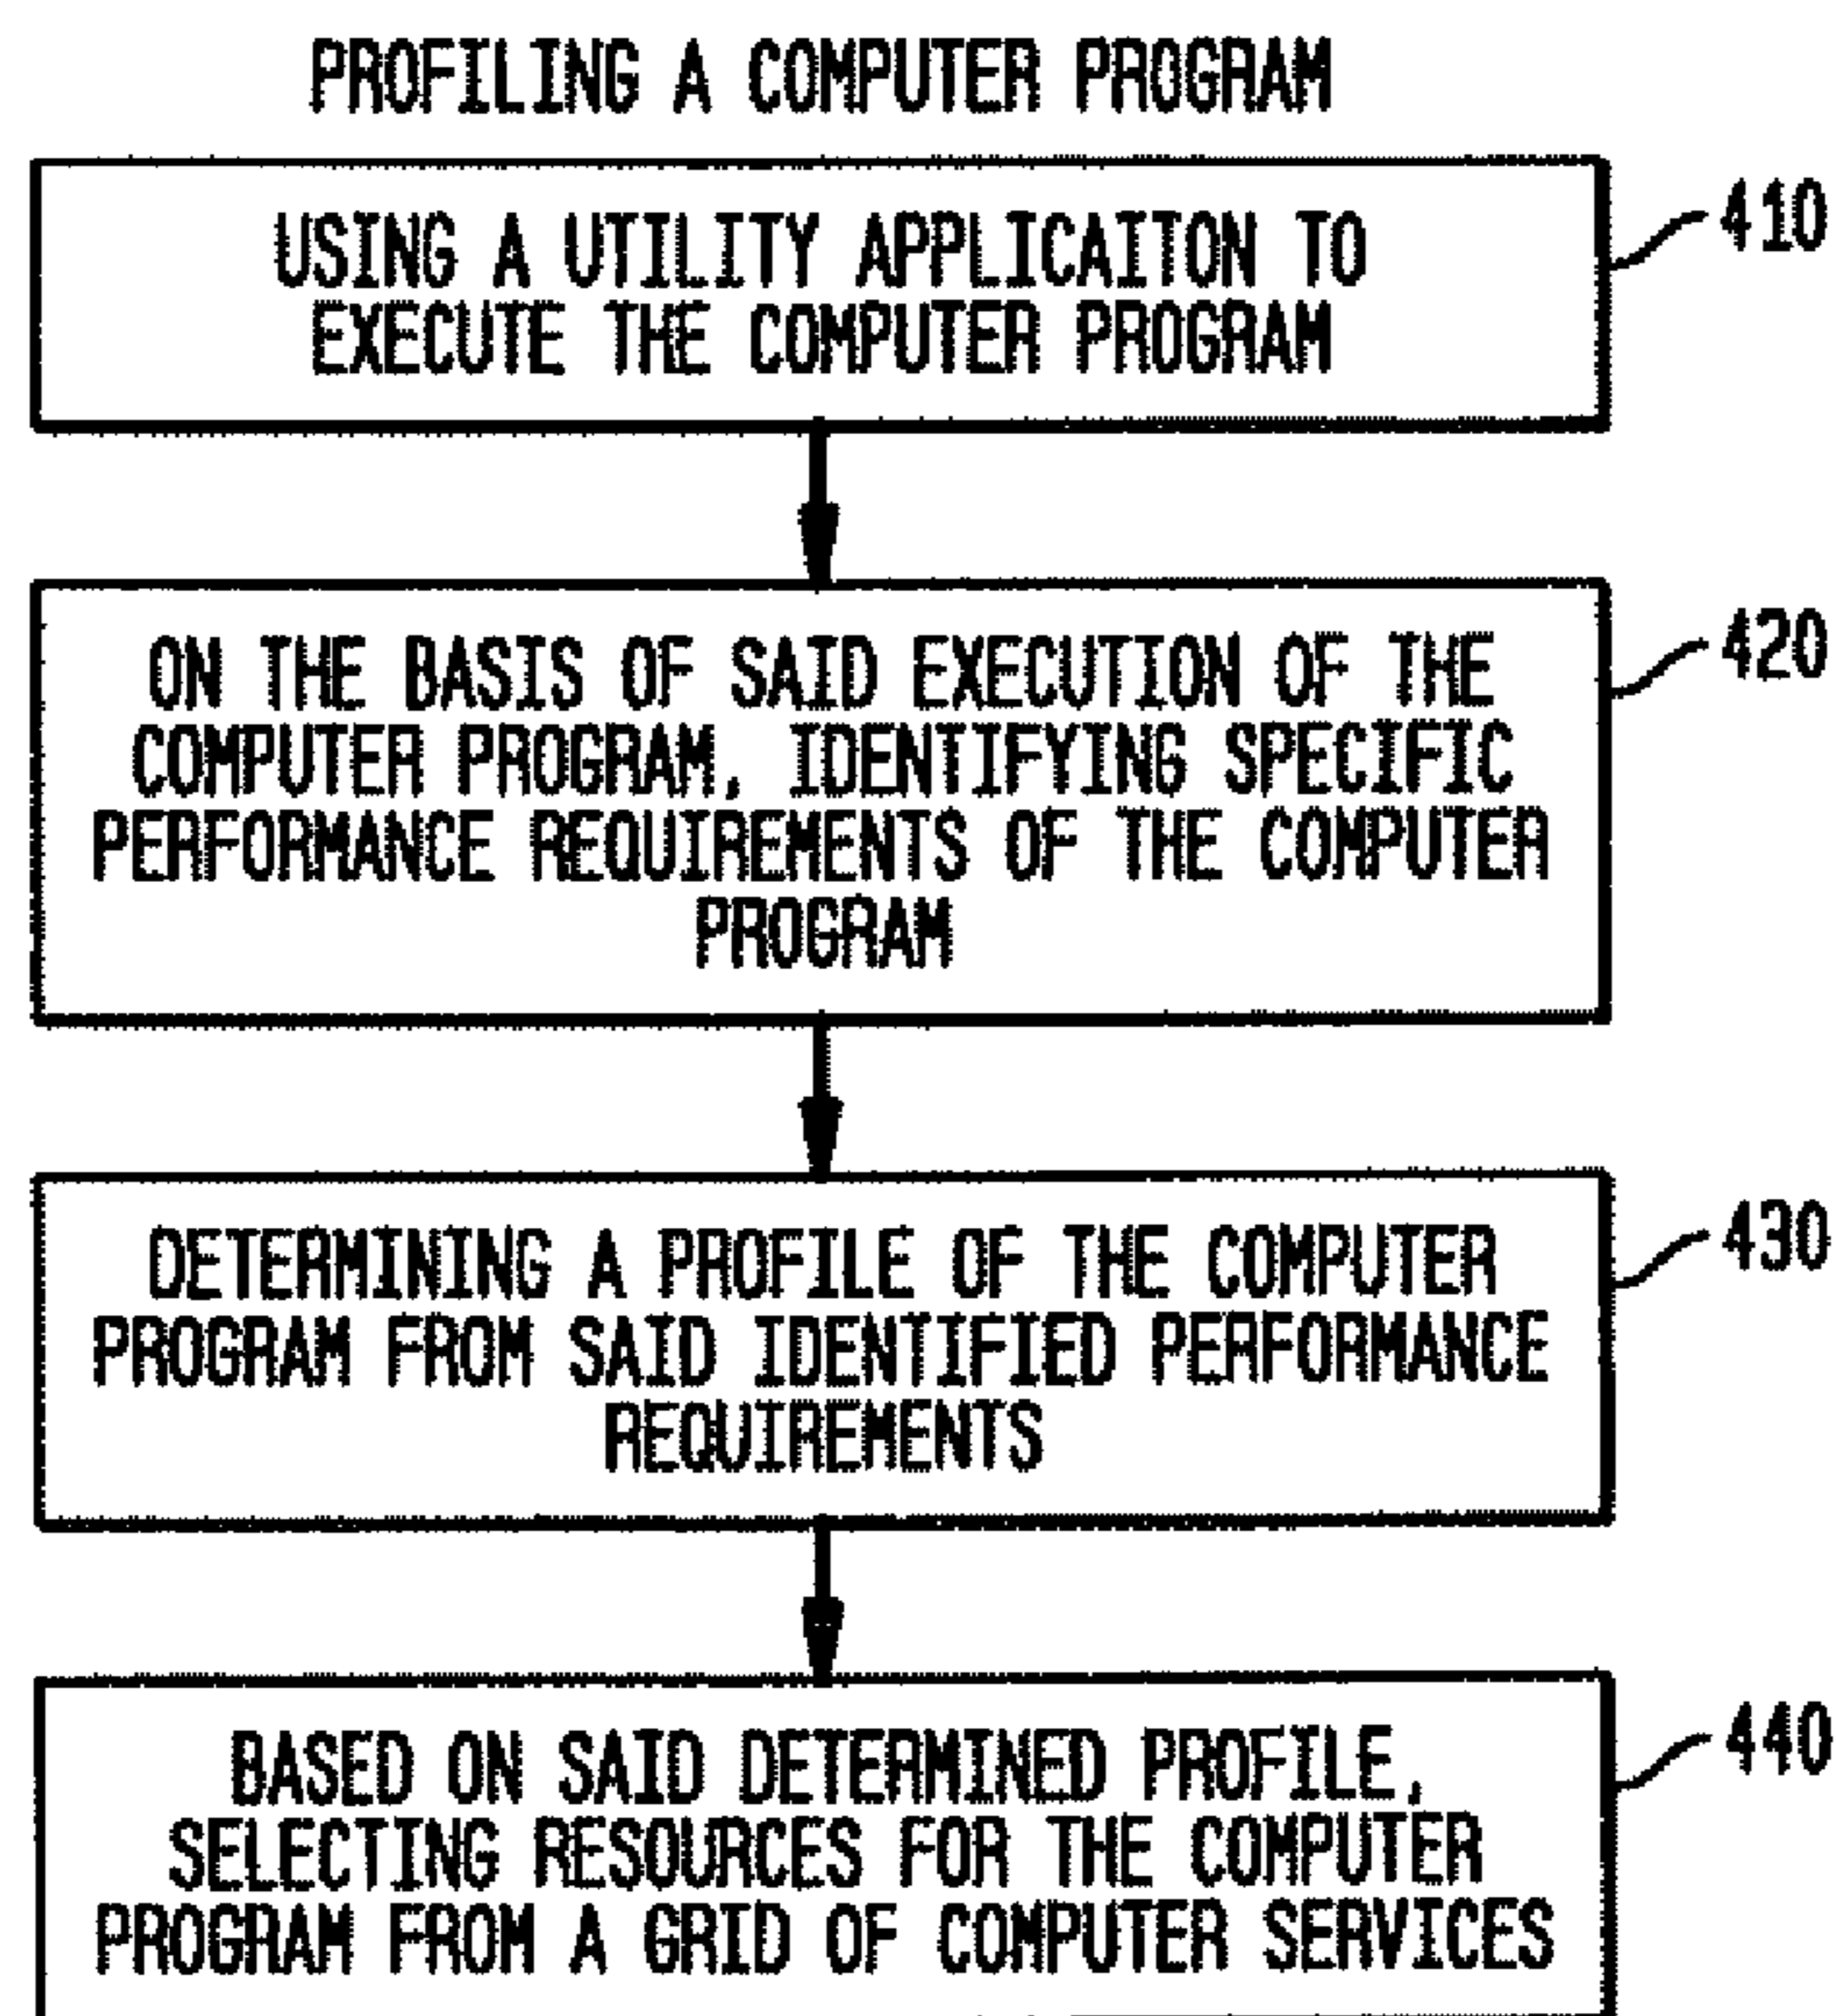 PROFILING A COMPUTER PROGRAM
USING A UTILITY APPLICAITON TO
EXECUTE THE COMPUTER PROGRAM
410
ON THE BASIS OF SAID EXECUTION OF THE
COMPUTER PROGRAM, IDENTIFYING SPECIFIC
PERFORMANCE REQUIREMENTS OF THE COMPUTER
PROGRAM
420
DETERMINING A PROFILE OF THE COMPUTER
PROGRAM FROM SAID IDENTIFIED PERFORMANCE
REQUIREMENTS
430
BASED ON SAID DETERMINED PROFILE,
SELECTING RESOURCES FOR THE COMPUTER
PROGRAM FROM A GRID OF COMPUTER SERVICES
440